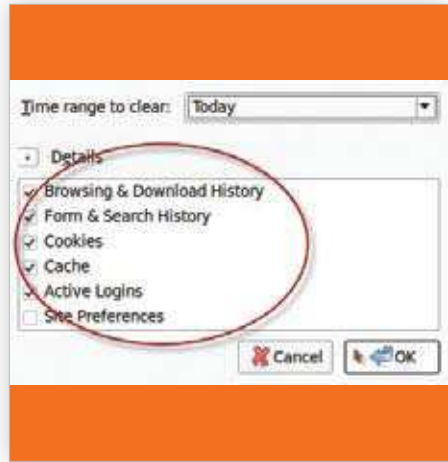 Time range to clear: Today
Details
Browsing & Download History
Form & Search History
Cookies
Cache
Active Logins
Site Preferences
Cancel OK